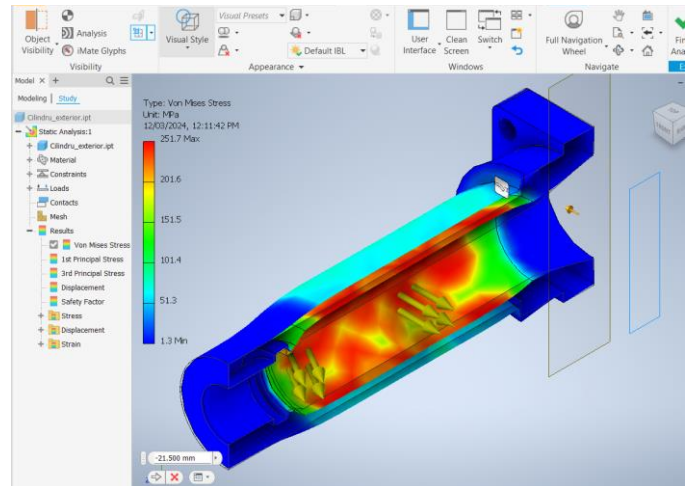 Object Visibility
Analysis
iMate Glyphs
Visibility
Visual Style
Visual Presets
Default IBL
Appearance
User Interface
Clean Screen
Switch
Windows
Full Navigation Wheel
Navigate
Model × +
Modeling | Study
Cilindru_exterior.ipt
Static Analysis:1
Cilindru_exterior.ipt
Material
Constraints
Loads
Contacts
Mesh
Results
Von Mises Stress
1st Principal Stress
3rd Principal Stress
Displacement
Safety Factor
Stress
Displacement
Strain
Type: Von Mises Stress
Unit: MPa
12/03/2024, 12:11:42 PM
251.7 Max
201.6
151.5
101.4
51.3
1.3 Min
-21.500 mm